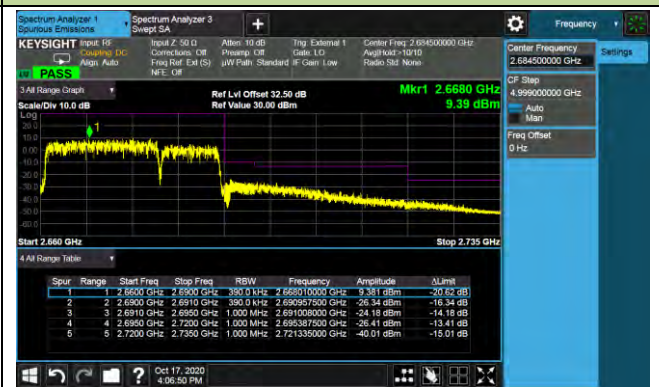 Spectrum Analyzer 1
Spurious Emissions
Spectrum Analyzer 3
Swept SA
+
Frequency
KEYSIGHT
Input: RF
Coupling: DC
Align: Auto
Input Z: 50 Ω
Corrections: Off
Freq Ref: Ext (S)
NFE: Off
Atten: 10 dB
Preamp: Off
µW Path: Standard
Trig: External 1
Gate: LO
IF Gain: Low
Center Freq: 2.684500000 GHz
Avg|Hold:>10/10
Radio Std: None
PASS
3 All Range Graph
Ref Lvl Offset 32.50 dB
Mkr1 2.6680 GHz
Scale/Div 10.0 dB
Ref Value 30.00 dBm
9.39 dBm
Log
20.0
10.0
0.00
-10.0
-20.0
-30.0
-40.0
-50.0
-60.0
1
Start 2.660 GHz
Stop 2.735 GHz
4 All Range Table
Spur Range Start Freq Stop Freq RBW Frequency Amplitude ΔLimit
1 1 2.6600 GHz 2.6900 GHz 390.0 kHz 2.668010000 GHz 9.381 dBm -20.62 dB
2 2 2.6900 GHz 2.6910 GHz 390.0 kHz 2.690957500 GHz -26.34 dBm -16.34 dB
3 3 2.6910 GHz 2.6950 GHz 1.000 MHz 2.691008000 GHz -24.18 dBm -14.18 dB
4 4 2.6950 GHz 2.7200 GHz 1.000 MHz 2.695387500 GHz -26.41 dBm -13.41 dB
5 5 2.7200 GHz 2.7350 GHz 1.000 MHz 2.721335000 GHz -40.01 dBm -15.01 dB
Center Frequency
2.684500000 GHz
Settings
CF Step
4.999000000 GHz
Auto
Man
Freq Offset
0 Hz
?
Oct 17, 2020
4:06:50 PM